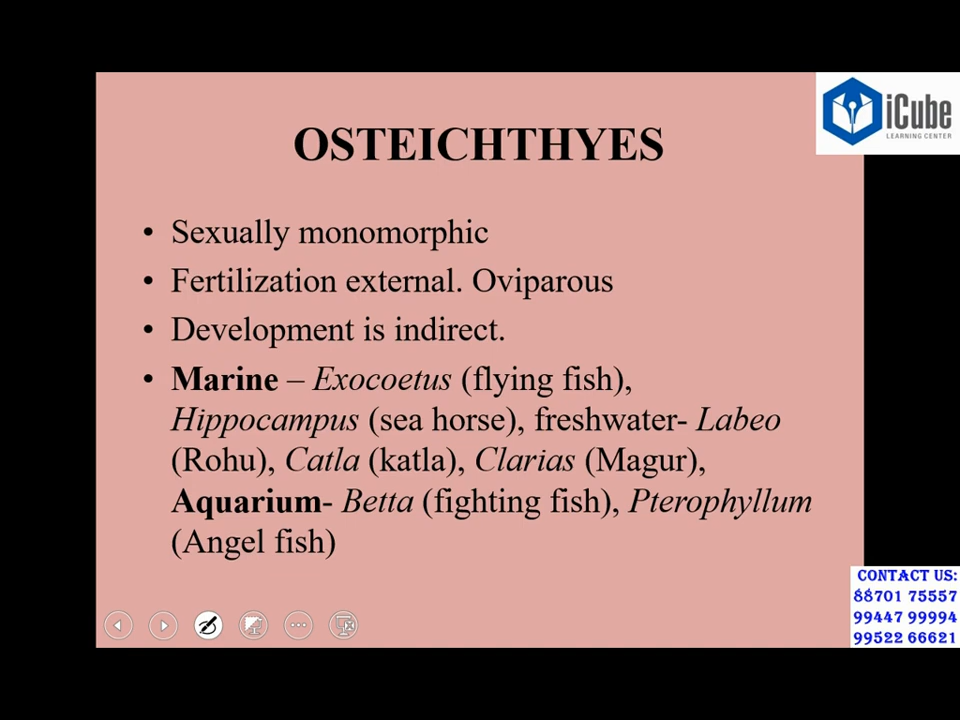 iCube
LEARNING CENTER
OSTEICHTHYES
• Sexually monomorphic
• Fertilization external. Oviparous
• Development is indirect.
• Marine – Exocoetus (flying fish),
Hippocampus (sea horse), freshwater- Labeo
(Rohu), Catla (katla), Clarias (Magur),
Aquarium- Betta (fighting fish), Pterophyllum
(Angel fish)
CONTACT US:
88701 75557
99447 99994
99522 66621